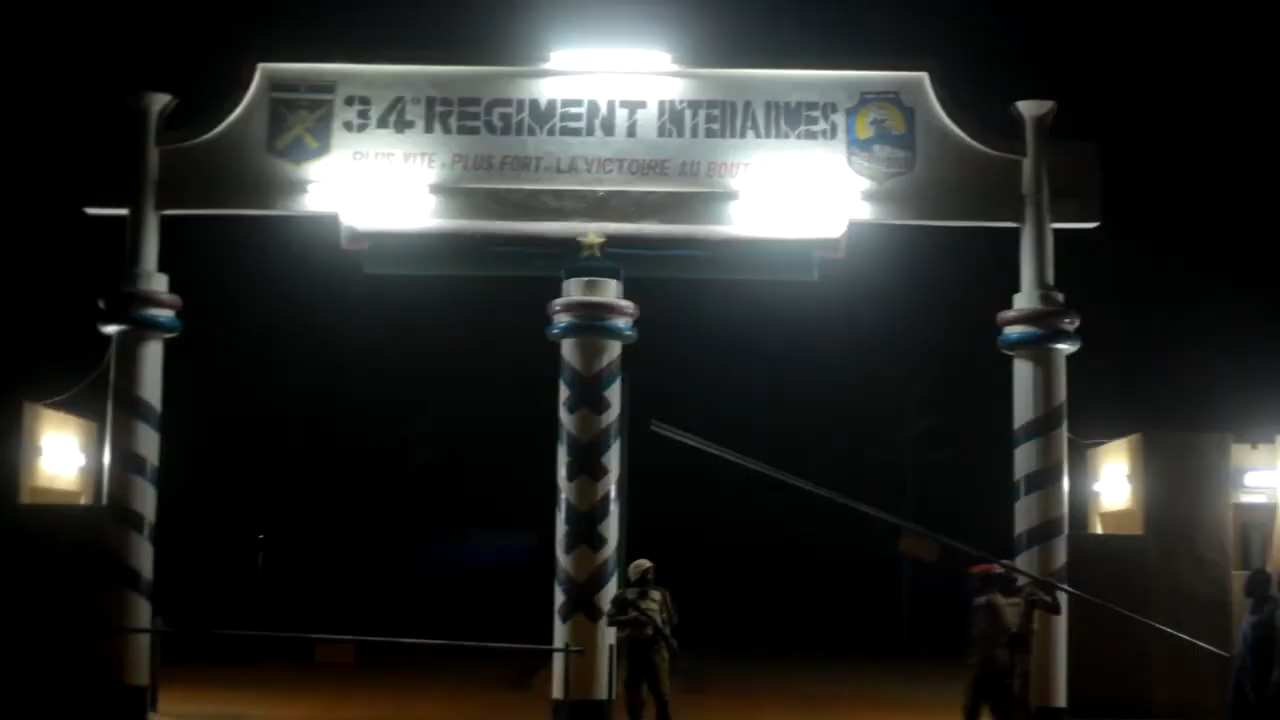 34e REGIMENT INTERARMES
PLUS VITE - PLUS FORT - LA VICTOIRE AU BOUT